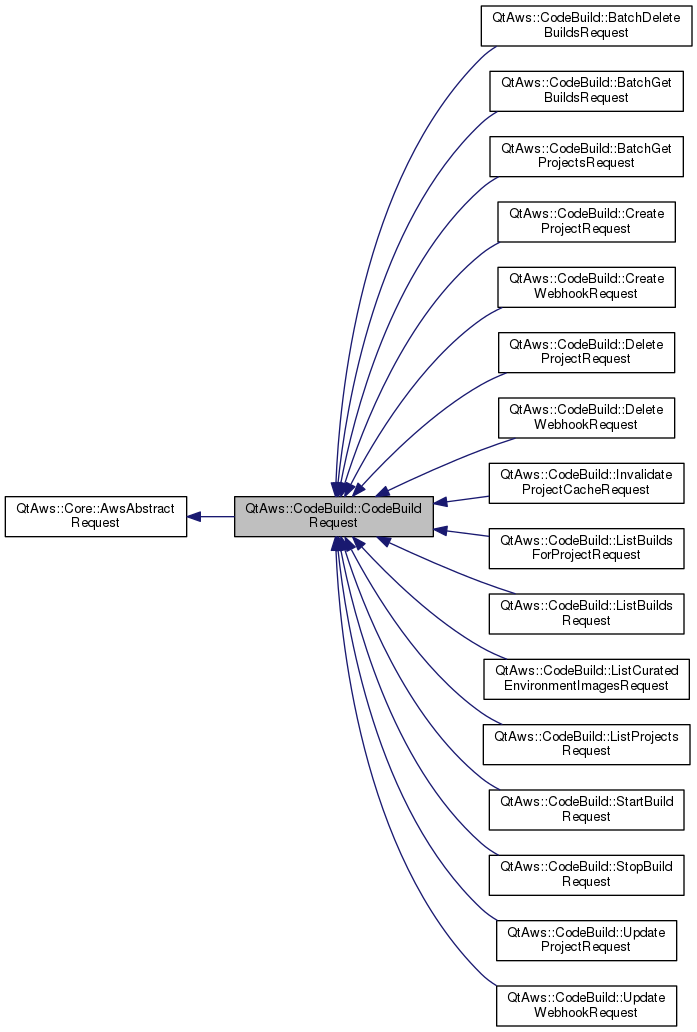 QtAws::CodeBuild::BatchDelete
BuildsRequest
QtAws::CodeBuild::BatchGet
BuildsRequest
QtAws::CodeBuild::BatchGet
ProjectsRequest
QtAws::CodeBuild::Create
ProjectRequest
QtAws::CodeBuild::Create
WebhookRequest
QtAws::CodeBuild::Delete
ProjectRequest
QtAws::CodeBuild::Delete
WebhookRequest
QtAws::CodeBuild::Invalidate
ProjectCacheRequest
QtAws::Core::AwsAbstract
Request
QtAws::CodeBuild::CodeBuild
Request
QtAws::CodeBuild::ListBuilds
ForProjectRequest
QtAws::CodeBuild::ListBuilds
Request
QtAws::CodeBuild::ListCurated
EnvironmentImagesRequest
QtAws::CodeBuild::ListProjects
Request
QtAws::CodeBuild::StartBuild
Request
QtAws::CodeBuild::StopBuild
Request
QtAws::CodeBuild::Update
ProjectRequest
QtAws::CodeBuild::Update
WebhookRequest